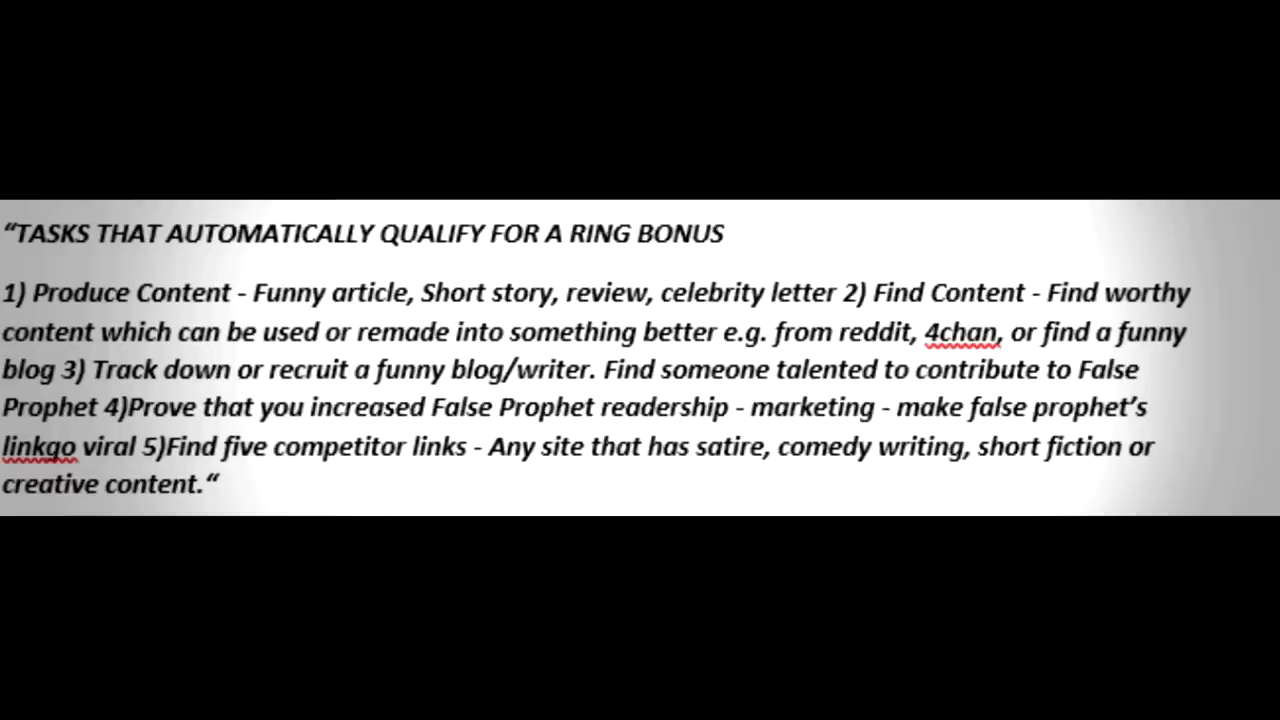 “TASKS THAT AUTOMATICALLY QUALIFY FOR A RING BONUS
1) Produce Content - Funny article, Short story, review, celebrity letter 2) Find Content - Find worthy
content which can be used or remade into something better e.g. from reddit, 4chan, or find a funny
blog 3) Track down or recruit a funny blog/writer. Find someone talented to contribute to False
Prophet 4)Prove that you increased False Prophet readership - marketing - make false prophet’s
linkgo viral 5)Find five competitor links - Any site that has satire, comedy writing, short fiction or
creative content.“